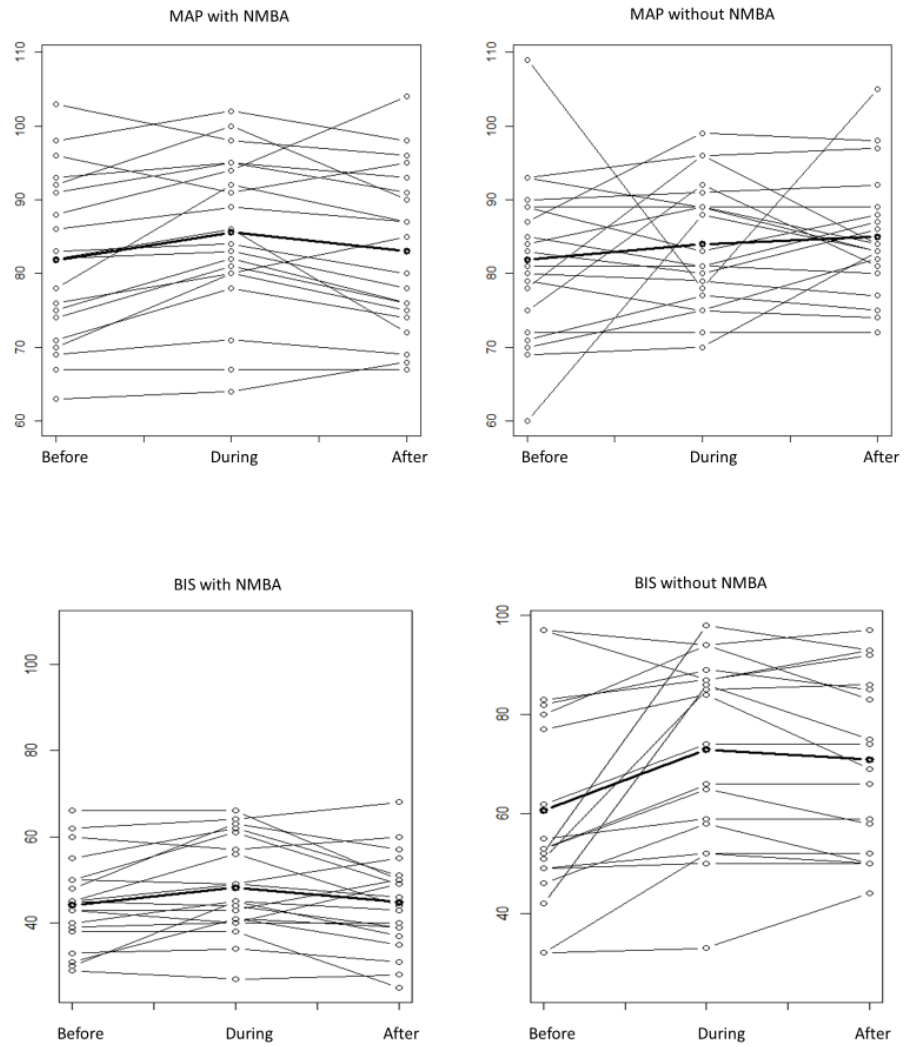 MAP with NMBA
MAP without NMBA
110
100
90
80
70
60
Before During After
110
100
90
80
70
60
Before During After
BIS with NMBA
BIS without NMBA
100
80
60
40
Before During After
100
80
60
40
Before During After